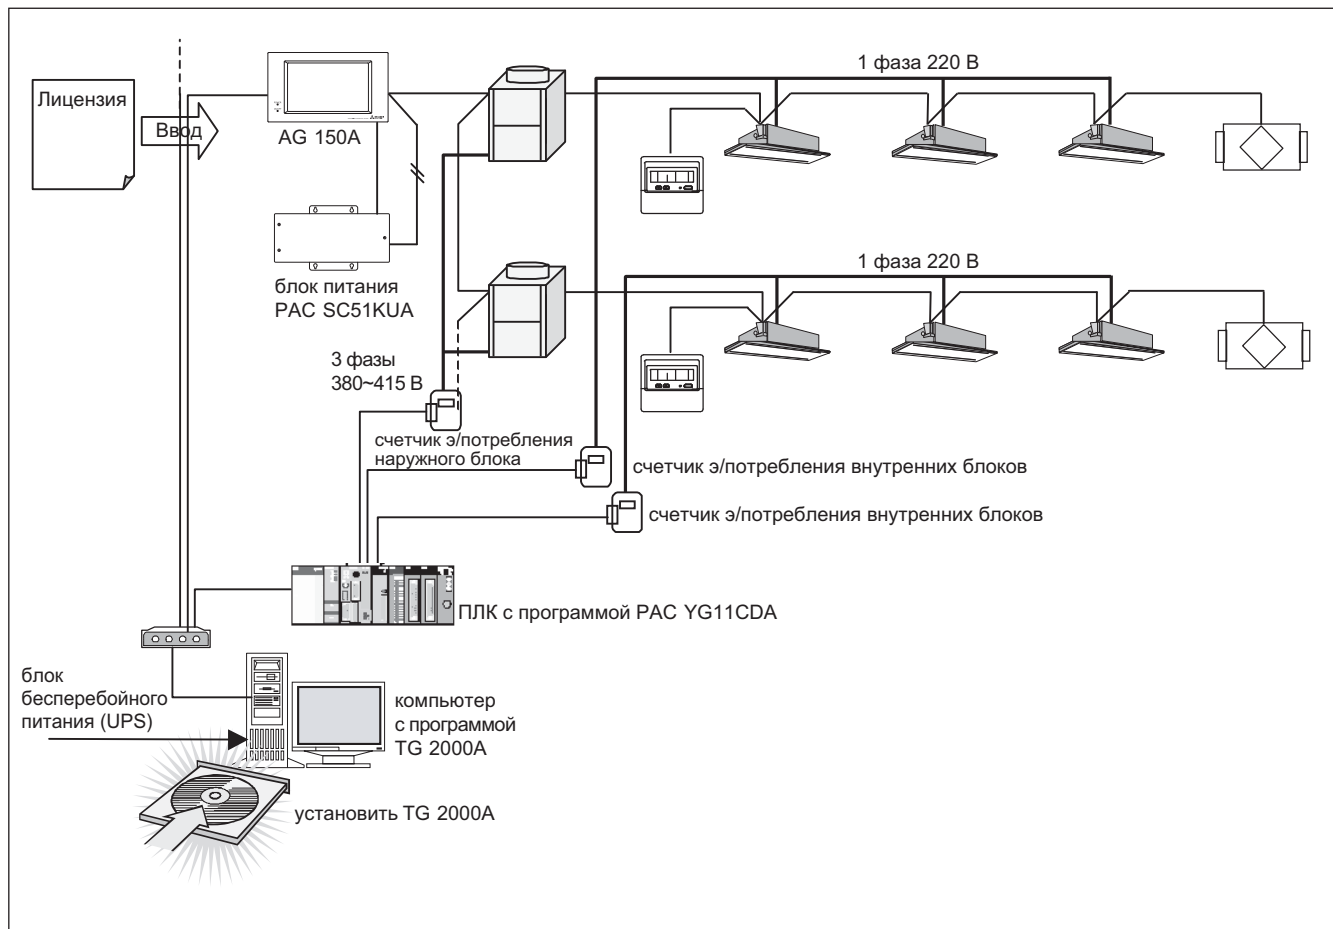 Лицензия
Ввод
AG 150A
1 фаза 220 В
блок питания
PAC SC51KUA
1 фаза 220 В
3 фазы
380~415 В
счетчик э/потребления
наружного блока
счетчик э/потребления внутренних блоков
счетчик э/потребления внутренних блоков
ПЛК с программой PAC YG11CDA
блок
бесперебойного
питания (UPS)
компьютер
с программой
TG 2000A
установить TG 2000A